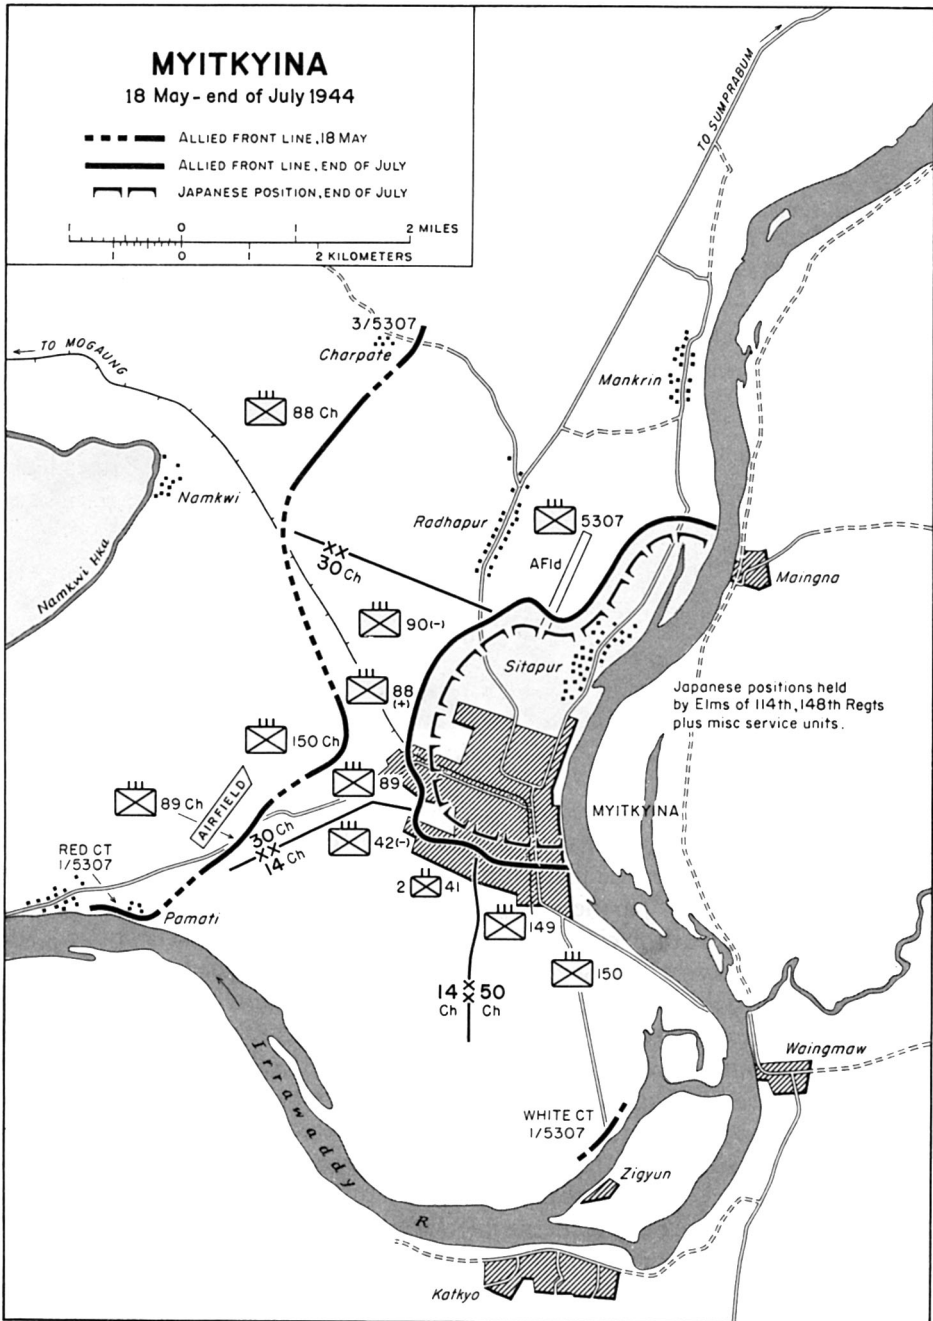 MYITKYINA
18 May - end of July 1944
ALLIED FRONT LINE, 18 MAY
ALLIED FRONT LINE, END OF JULY
JAPANESE POSITION, END OF JULY
1 0 1 2 MILES
1 0 1 2 KILOMETERS
TO SUMPRABUM
3/5307
Charpate
TO MOGAUNG
88 Ch
Mankrin
Namkwi
Radhapur
5307
AFld
XX
30 Ch
Namkwi Hka
Maingna
90(-)
Sitapur
88
(+)
Japanese positions held
by Elms of 114th, 148th Regts
plus misc service units.
150 Ch
89
89 Ch
AIRFIELD
MYITKYINA
30 Ch
XX
14 Ch
42(-)
RED CT
1/5307
2 41
Pamati
149
150
14 XX 50
Ch Ch
Waingmaw
Irrawaddy
R
WHITE CT
1/5307
Zigyun
Katkyo